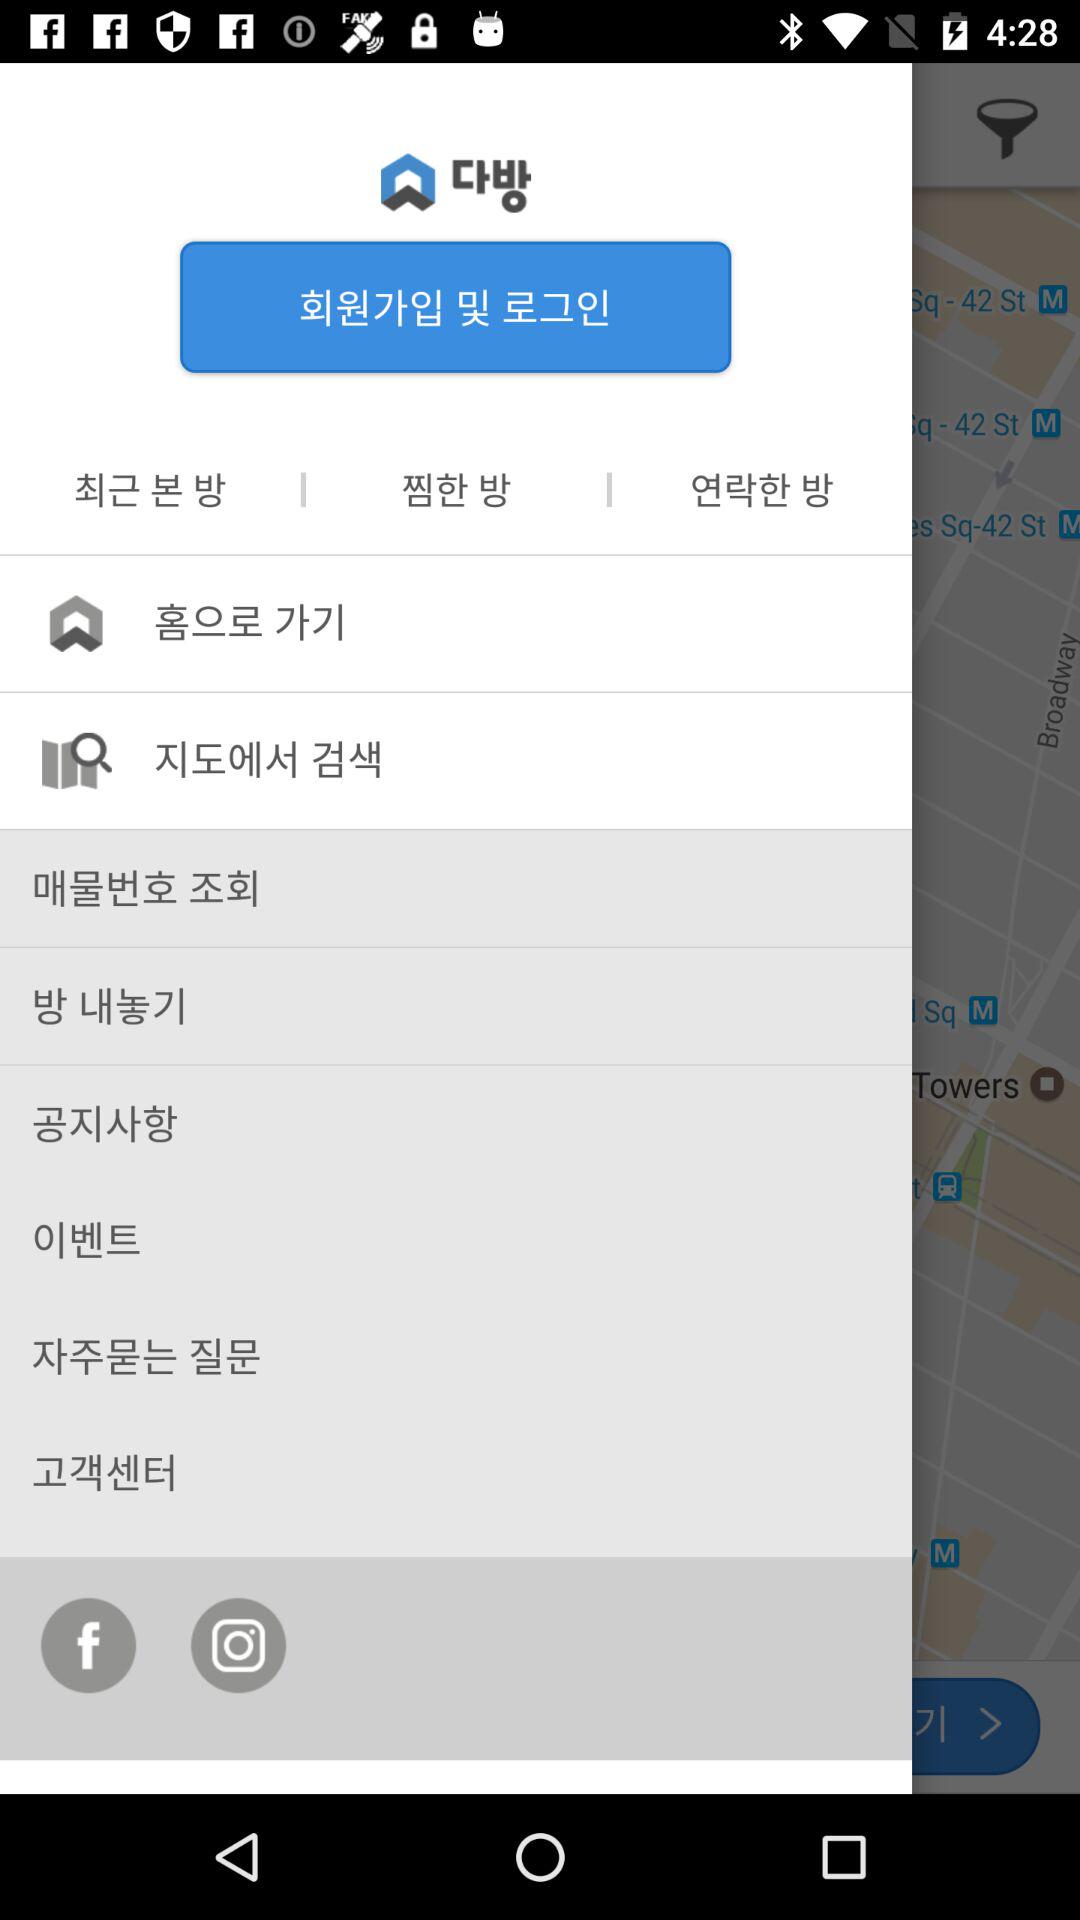 FAKE
4:28
다방
회원가입 및 로그인
Sq - 42 St M
Sq - 42 St M
최근 본 방 | 찜한 방 | 연락한 방
es Sq-42 St M
홈으로 가기
Broadway
지도에서 검색
매물번호 조회
방 내놓기
Sq M
Towers
공지사항
t
이벤트
자주묻는 질문
고객센터
M
f
기